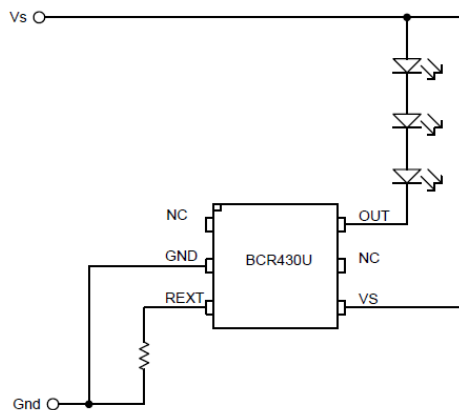 Vs
NC
OUT
GND
BCR430U
NC
REXT
VS
Gnd